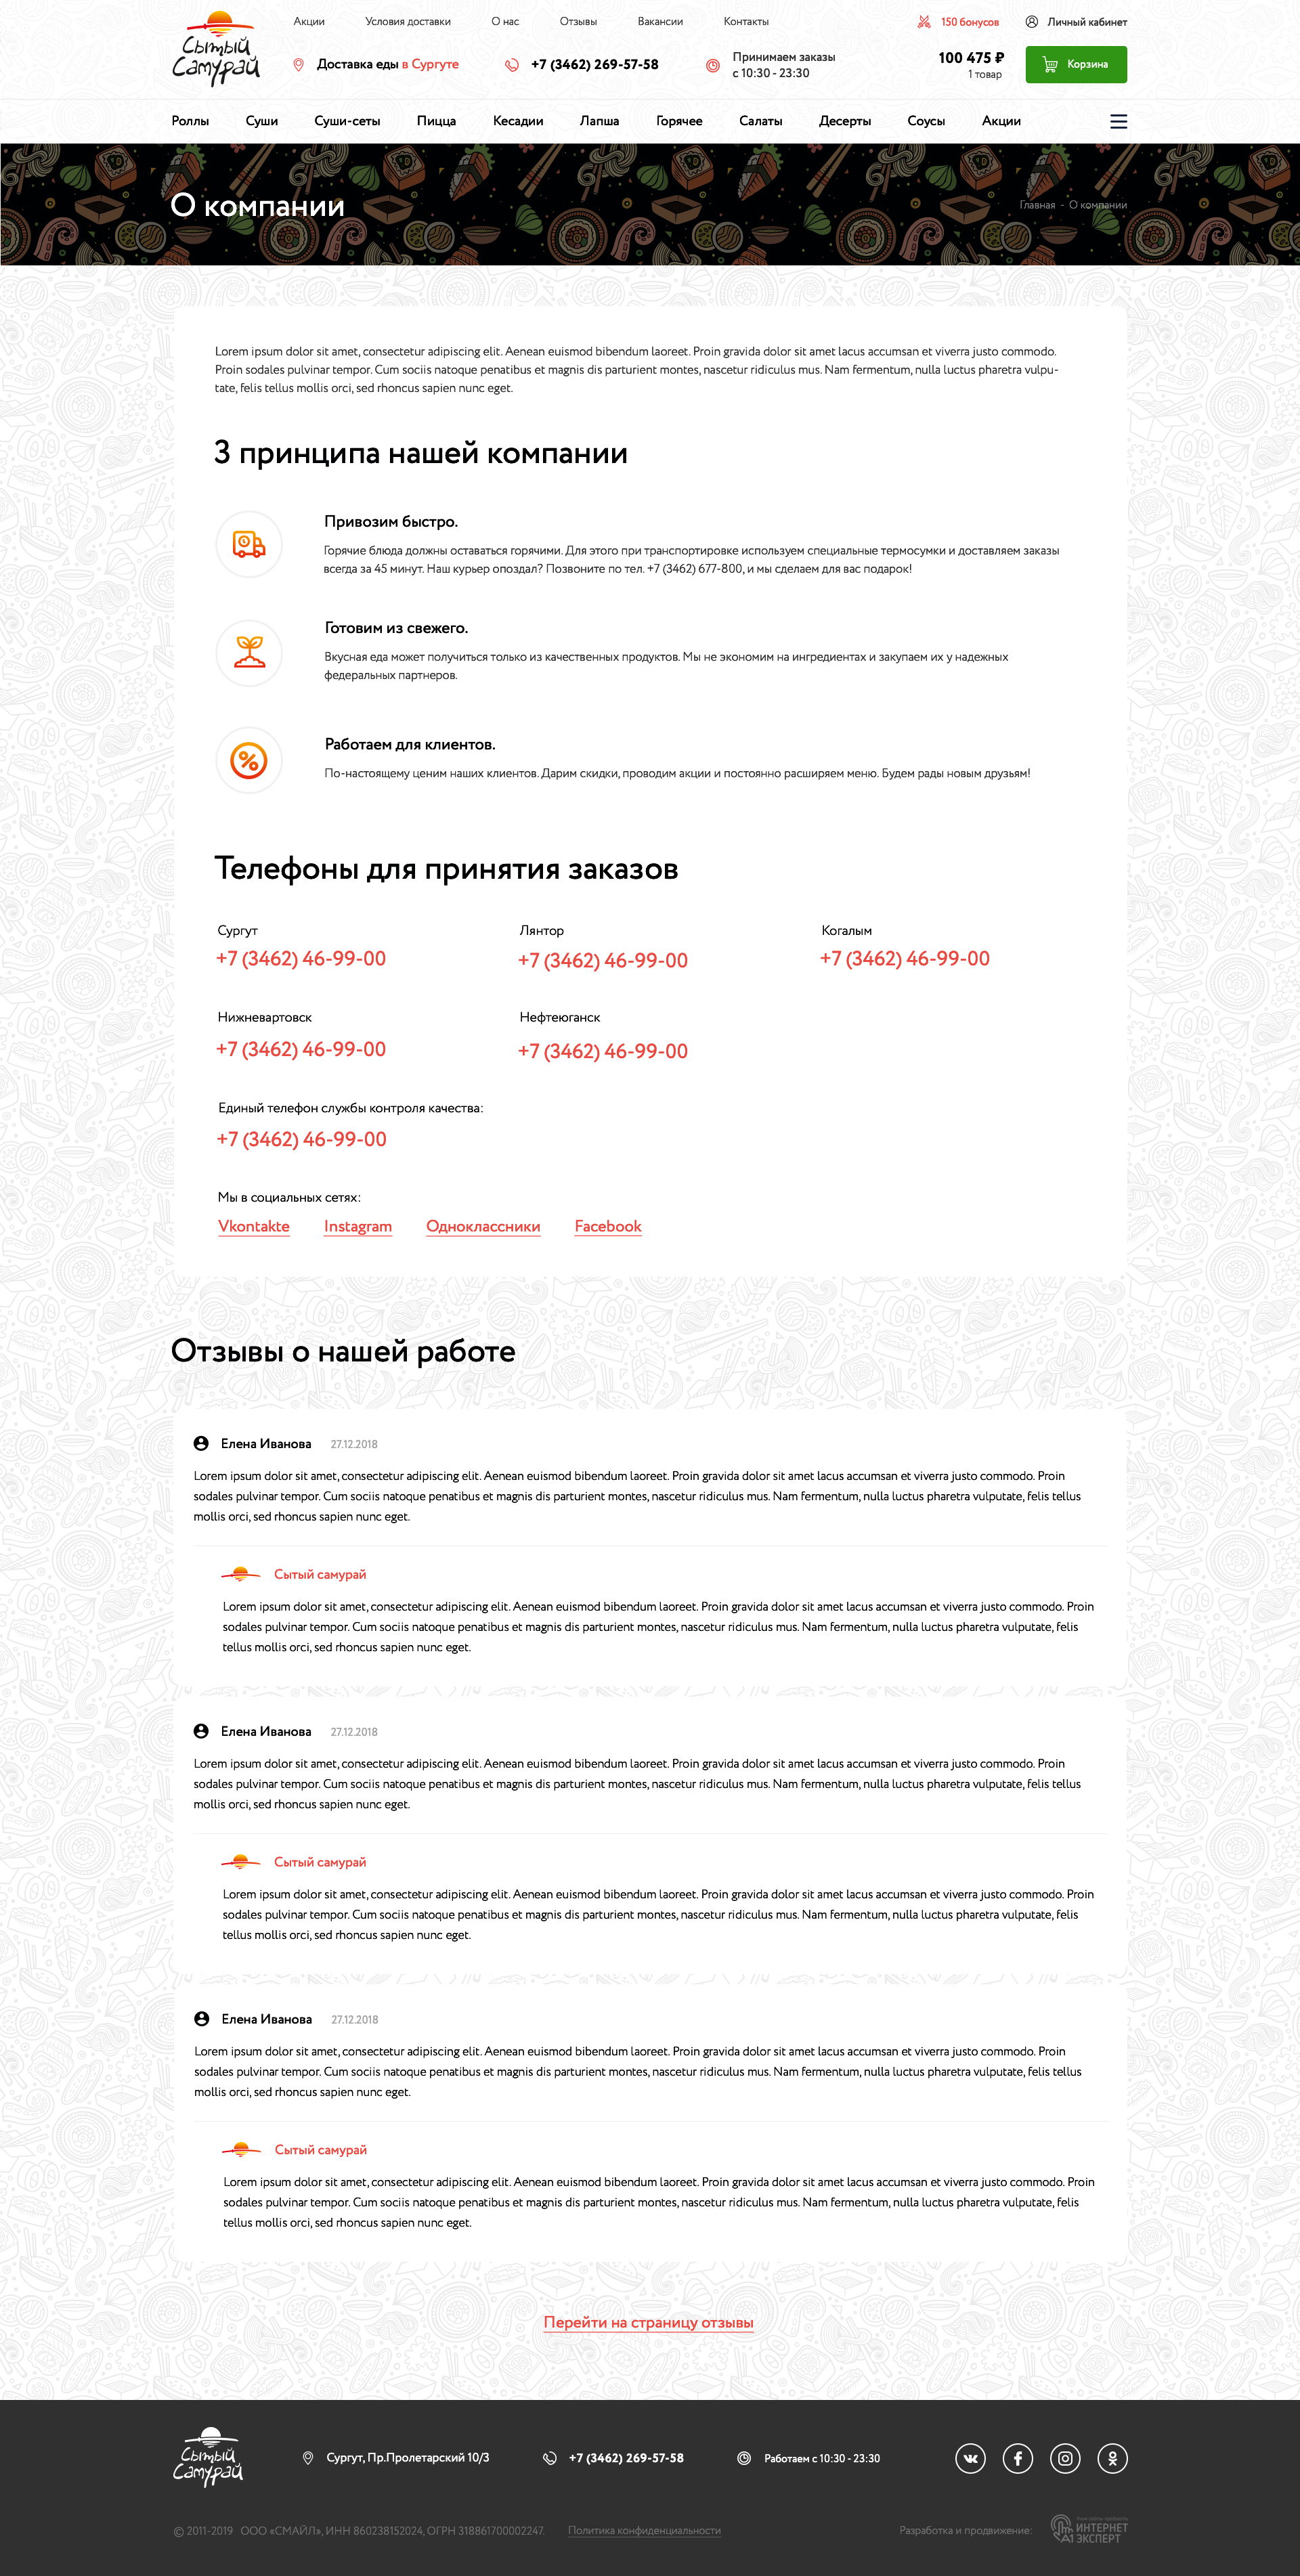 Сытый
Самурай
Акции Условия доставки О нас Отзывы Вакансии Контакты
150 бонусов Личный кабинет
Доставка еды в Сургуте
+7 (3462) 269-57-58
Принимаем заказы
с 10:30 - 23:30
100 475 ₽
1 товар
Корзина
Роллы Суши Суши-сеты Пицца Кесадии Лапша Горячее Салаты Десерты Соусы Акции
О компании
Главная - О компании
Lorem ipsum dolor sit amet, consectetur adipiscing elit. Aenean euismod bibendum laoreet. Proin gravida dolor sit amet lacus accumsan et viverra justo commodo.
Proin sodales pulvinar tempor. Cum sociis natoque penatibus et magnis dis parturient montes, nascetur ridiculus mus. Nam fermentum, nulla luctus pharetra vulpu-
tate, felis tellus mollis orci, sed rhoncus sapien nunc eget.
3 принципа нашей компании
Привозим быстро.
Горячие блюда должны оставаться горячими. Для этого при транспортировке используем специальные термосумки и доставляем заказы
всегда за 45 минут. Наш курьер опоздал? Позвоните по тел. +7 (3462) 677-800, и мы сделаем для вас подарок!
Готовим из свежего.
Вкусная еда может получиться только из качественных продуктов. Мы не экономим на ингредиентах и закупаем их у надежных
федеральных партнеров.
Работаем для клиентов.
По-настоящему ценим наших клиентов. Дарим скидки, проводим акции и постоянно расширяем меню. Будем рады новым друзьям!
Телефоны для принятия заказов
Сургут Лянтор Когалым
+7 (3462) 46-99-00 +7 (3462) 46-99-00 +7 (3462) 46-99-00
Нижневартовск Нефтеюганск
+7 (3462) 46-99-00 +7 (3462) 46-99-00
Единый телефон службы контроля качества:
+7 (3462) 46-99-00
Мы в социальных сетях:
Vkontakte Instagram Одноклассники Facebook
Отзывы о нашей работе
Елена Иванова 27.12.2018
Lorem ipsum dolor sit amet, consectetur adipiscing elit. Aenean euismod bibendum laoreet. Proin gravida dolor sit amet lacus accumsan et viverra justo commodo. Proin
sodales pulvinar tempor. Cum sociis natoque penatibus et magnis dis parturient montes, nascetur ridiculus mus. Nam fermentum, nulla luctus pharetra vulputate, felis tellus
mollis orci, sed rhoncus sapien nunc eget.
Сытый самурай
Lorem ipsum dolor sit amet, consectetur adipiscing elit. Aenean euismod bibendum laoreet. Proin gravida dolor sit amet lacus accumsan et viverra justo commodo. Proin
sodales pulvinar tempor. Cum sociis natoque penatibus et magnis dis parturient montes, nascetur ridiculus mus. Nam fermentum, nulla luctus pharetra vulputate, felis
tellus mollis orci, sed rhoncus sapien nunc eget.
Елена Иванова 27.12.2018
Lorem ipsum dolor sit amet, consectetur adipiscing elit. Aenean euismod bibendum laoreet. Proin gravida dolor sit amet lacus accumsan et viverra justo commodo. Proin
sodales pulvinar tempor. Cum sociis natoque penatibus et magnis dis parturient montes, nascetur ridiculus mus. Nam fermentum, nulla luctus pharetra vulputate, felis tellus
mollis orci, sed rhoncus sapien nunc eget.
Сытый самурай
Lorem ipsum dolor sit amet, consectetur adipiscing elit. Aenean euismod bibendum laoreet. Proin gravida dolor sit amet lacus accumsan et viverra justo commodo. Proin
sodales pulvinar tempor. Cum sociis natoque penatibus et magnis dis parturient montes, nascetur ridiculus mus. Nam fermentum, nulla luctus pharetra vulputate, felis
tellus mollis orci, sed rhoncus sapien nunc eget.
Елена Иванова 27.12.2018
Lorem ipsum dolor sit amet, consectetur adipiscing elit. Aenean euismod bibendum laoreet. Proin gravida dolor sit amet lacus accumsan et viverra justo commodo. Proin
sodales pulvinar tempor. Cum sociis natoque penatibus et magnis dis parturient montes, nascetur ridiculus mus. Nam fermentum, nulla luctus pharetra vulputate, felis tellus
mollis orci, sed rhoncus sapien nunc eget.
Сытый самурай
Lorem ipsum dolor sit amet, consectetur adipiscing elit. Aenean euismod bibendum laoreet. Proin gravida dolor sit amet lacus accumsan et viverra justo commodo. Proin
sodales pulvinar tempor. Cum sociis natoque penatibus et magnis dis parturient montes, nascetur ridiculus mus. Nam fermentum, nulla luctus pharetra vulputate, felis
tellus mollis orci, sed rhoncus sapien nunc eget.
Перейти на страницу отзывы
Сытый
Самурай
Сургут, Пр.Пролетарский 10/3
+7 (3462) 269-57-58
Работаем с 10:30 - 23:30
© 2011-2019 ООО «СМАЙЛ», ИНН 860238152024, ОГРН 318861700002247.
Политика конфиденциальности
Разработка и продвижение:
ИНТЕРНЕТ
ЭКСПЕРТ